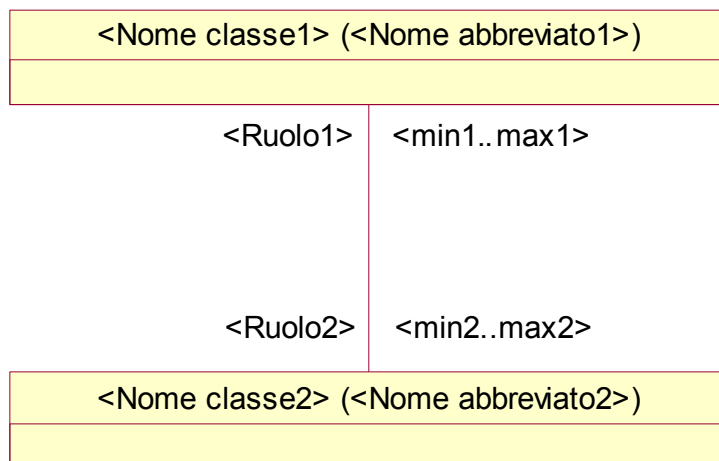 <Nome classe1> (<Nome abbreviato1>)
<Ruolo1> <min1..max1>
<Ruolo2> <min2..max2>
<Nome classe2> (<Nome abbreviato2>)